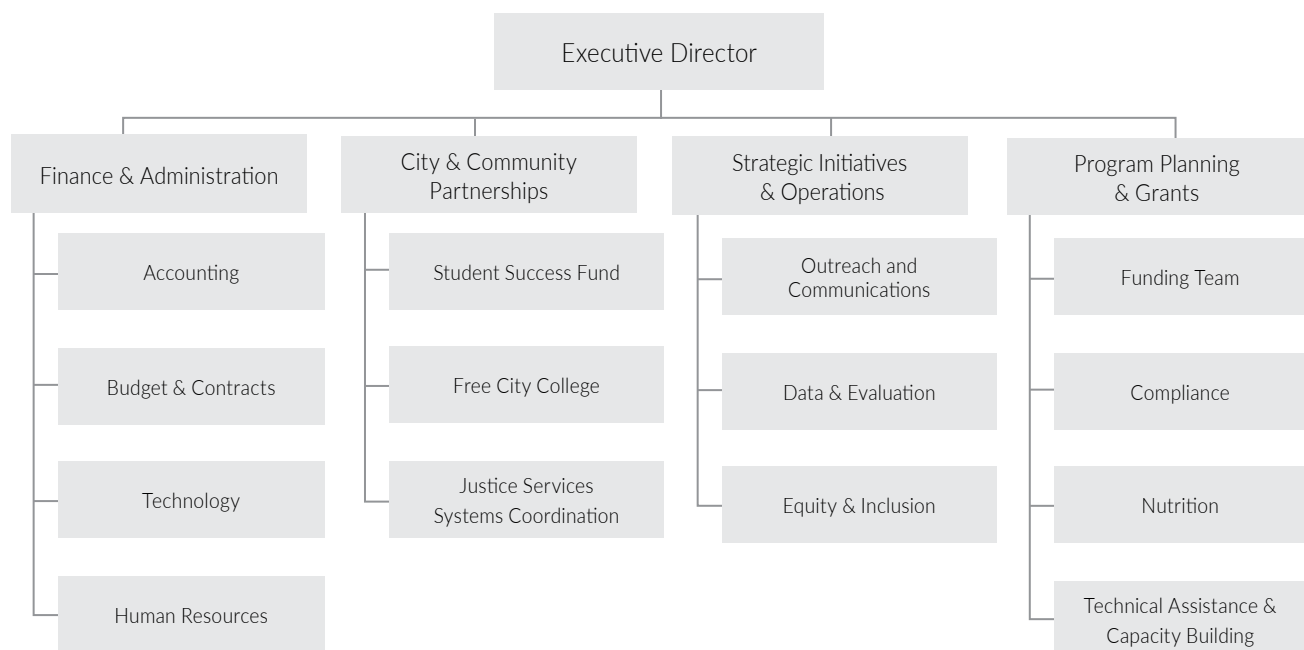 Executive Director
Finance & Administration
Accounting
Budget & Contracts
Technology
Human Resources
City & Community
Partnerships
Student Success Fund
Free City College
Justice Services
Systems Coordination
Strategic Initiatives
& Operations
Outreach and
Communications
Data & Evaluation
Equity & Inclusion
Program Planning
& Grants
Funding Team
Compliance
Nutrition
Technical Assistance &
Capacity Building